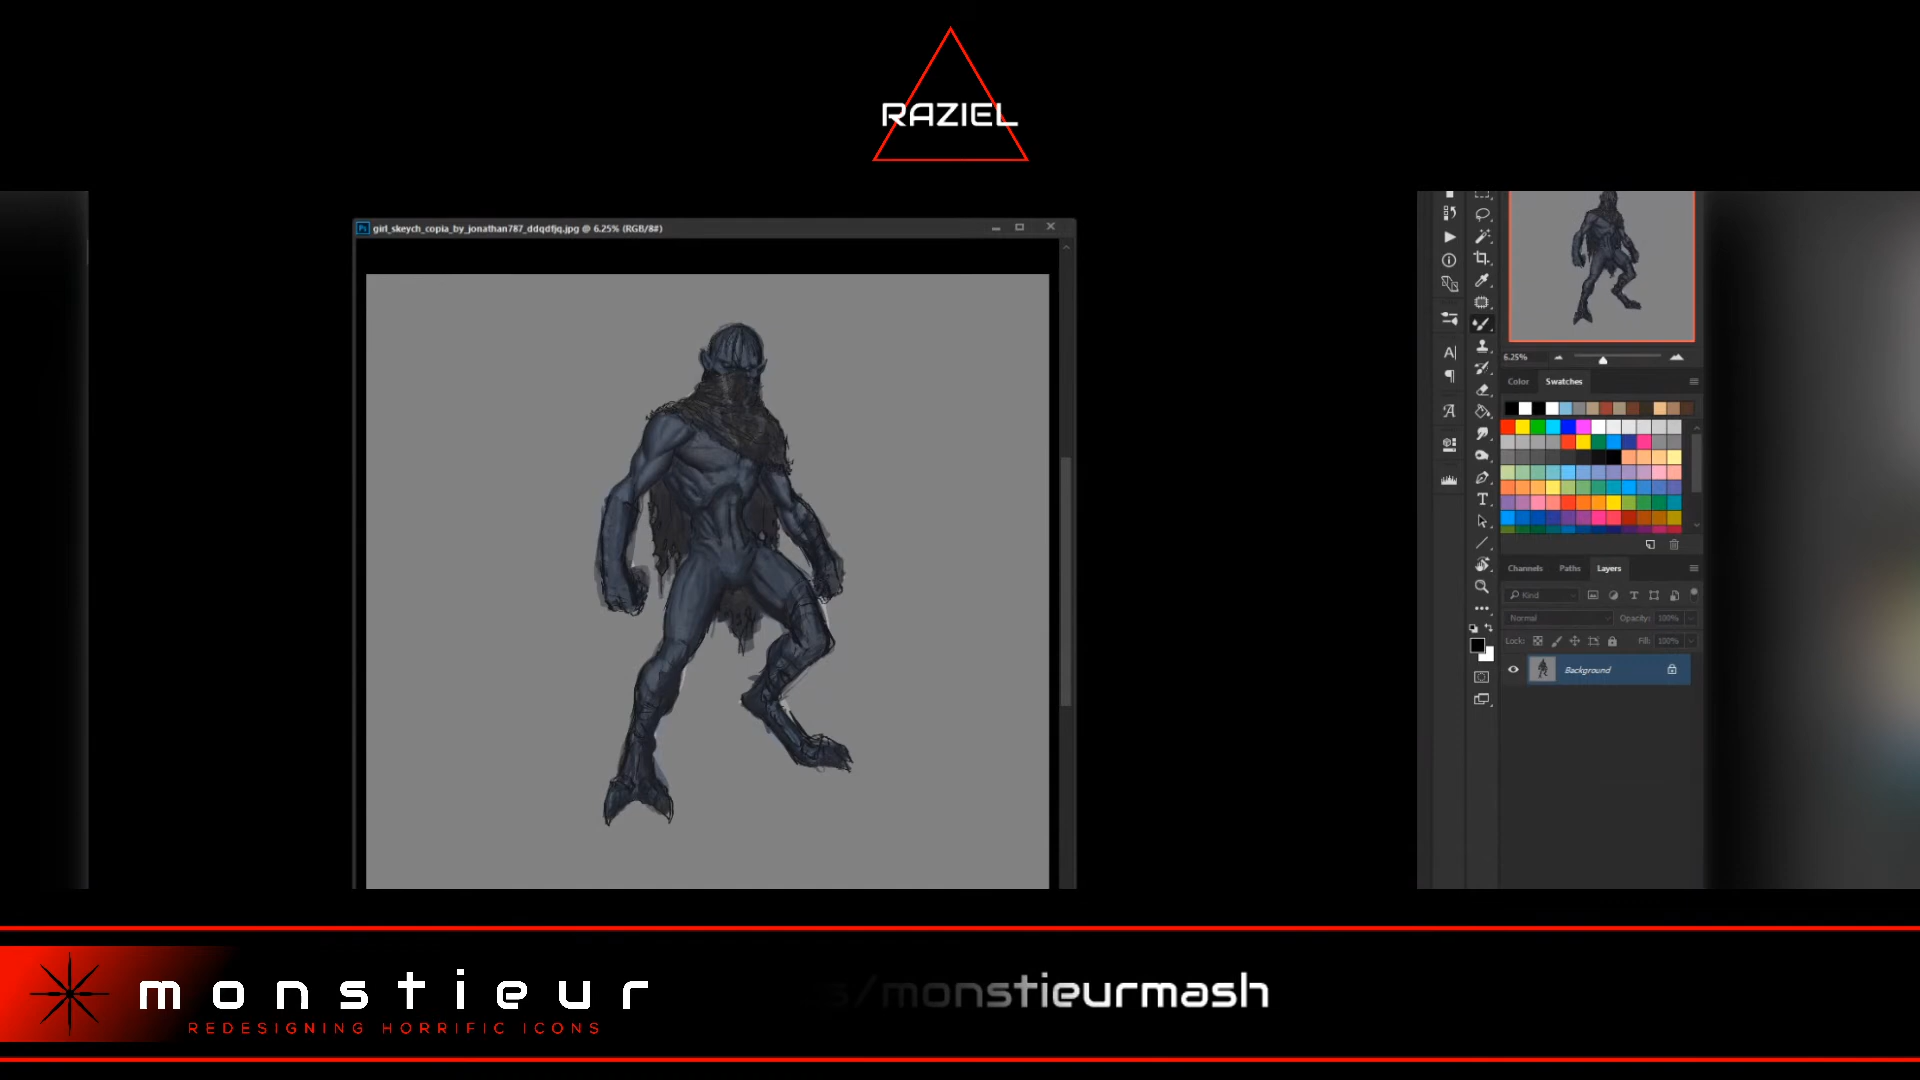 RAZIEL
girl_skeych_copia_by_jonathan787_ddqdfjq.jpg @ 6.25% (RGB/8#)
6.25%
Color Swatches
Channels Paths Layers
Kind
Normal Opacity: 100%
Lock: Fill: 100%
Background
monstieur
REDESIGNING HORRIFIC ICONS
/monstieurmash